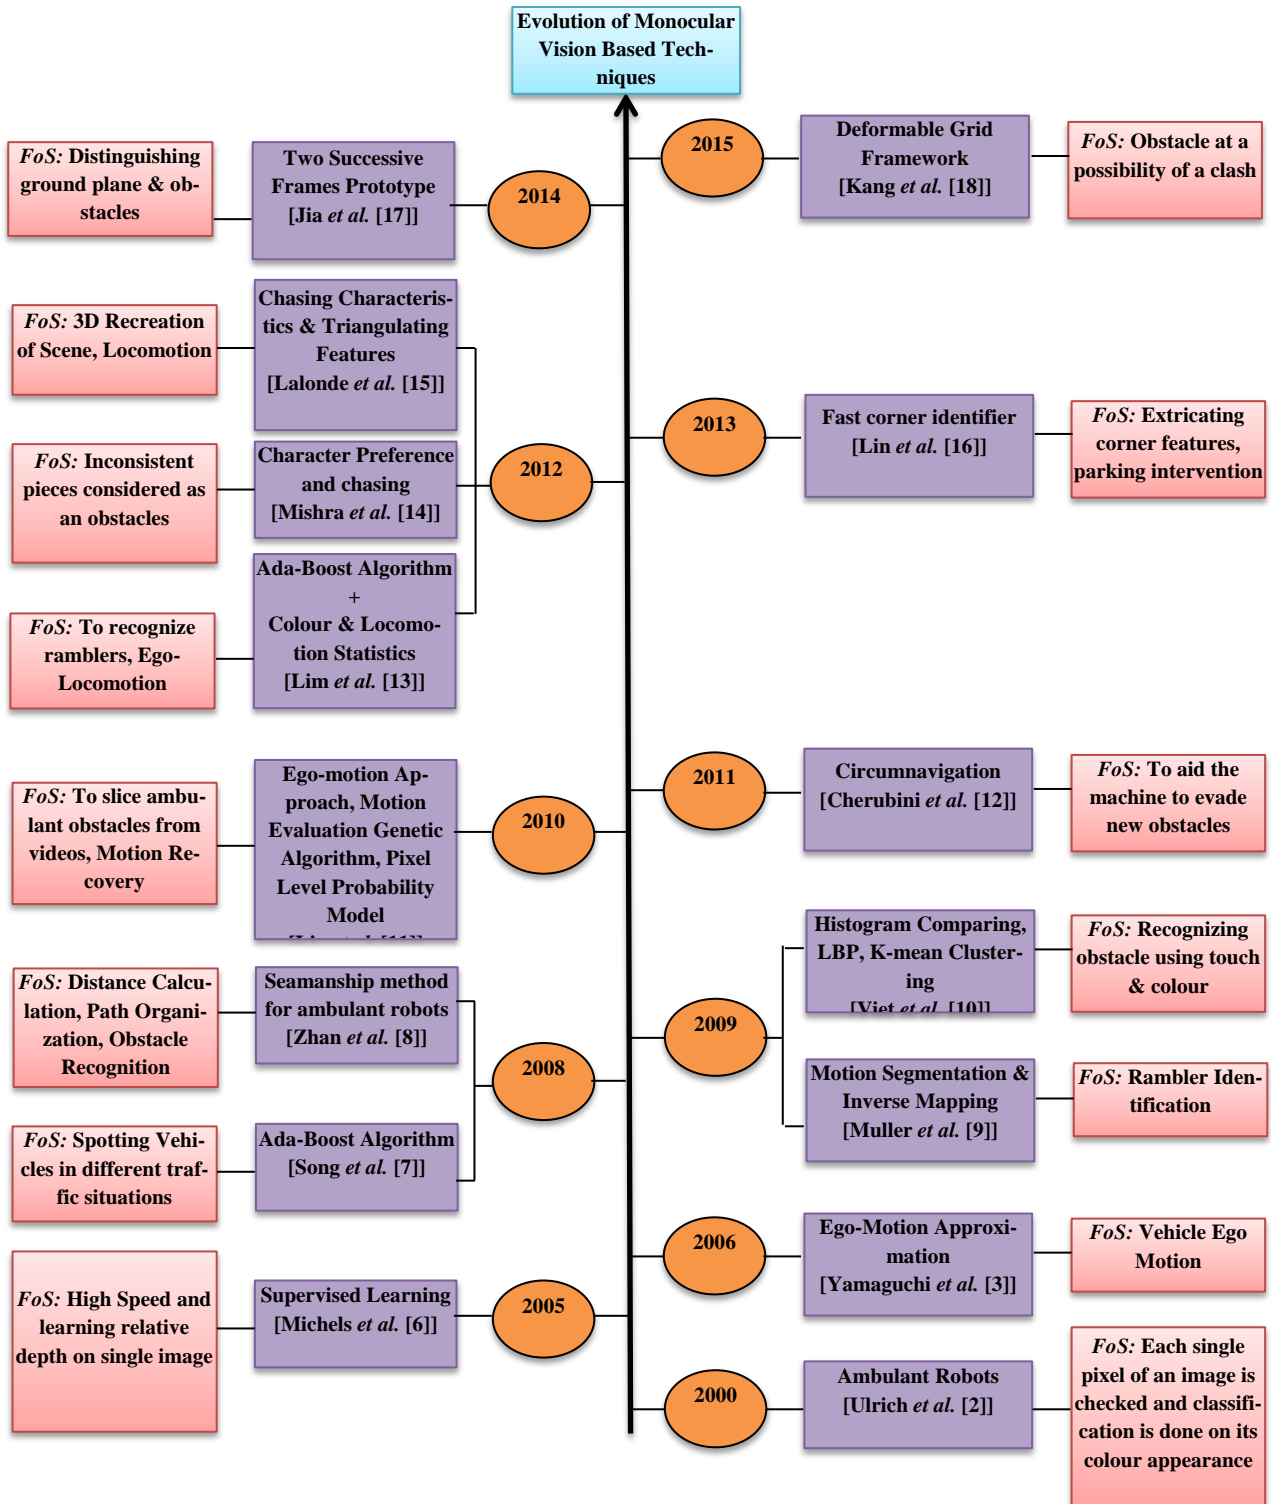 Evolution of Monocular
Vision Based Tech-
niques
2015
Deformable Grid
Framework
[Kang et al. [18]]
FoS: Obstacle at a
possibility of a clash
2014
Two Successive
Frames Prototype
[Jia et al. [17]]
FoS: Distinguishing
ground plane & ob-
stacles
2013
Fast corner identifier
[Lin et al. [16]]
FoS: Extricating
corner features,
parking intervention
2012
Chasing Characteris-
tics & Triangulating
Features
[Lalonde et al. [15]]
FoS: 3D Recreation
of Scene, Locomotion
Character Preference
and chasing
[Mishra et al. [14]]
FoS: Inconsistent
pieces considered as
an obstacles
Ada-Boost Algorithm
+
Colour & Locomo-
tion Statistics
[Lim et al. [13]]
FoS: To recognize
ramblers, Ego-
Locomotion
2011
Circumnavigation
[Cherubini et al. [12]]
FoS: To aid the
machine to evade
new obstacles
2010
Ego-motion Ap-
proach, Motion
Evaluation Genetic
Algorithm, Pixel
Level Probability
Model
FoS: To slice ambu-
lant obstacles from
videos, Motion Re-
covery
2009
Histogram Comparing,
LBP, K-mean Cluster-
ing
[Viet et al. [10]]
FoS: Recognizing
obstacle using touch
& colour
Motion Segmentation &
Inverse Mapping
[Muller et al. [9]]
FoS: Rambler Iden-
tification
2008
Seamanship method
for ambulant robots
[Zhan et al. [8]]
FoS: Distance Calcu-
lation, Path Organi-
zation, Obstacle
Recognition
Ada-Boost Algorithm
[Song et al. [7]]
FoS: Spotting Vehi-
cles in different traf-
fic situations
2006
Ego-Motion Approxi-
mation
[Yamaguchi et al. [3]]
FoS: Vehicle Ego
Motion
2005
Supervised Learning
[Michels et al. [6]]
FoS: High Speed and
learning relative
depth on single image
2000
Ambulant Robots
[Ulrich et al. [2]]
FoS: Each single
pixel of an image is
checked and classifi-
cation is done on its
colour appearance